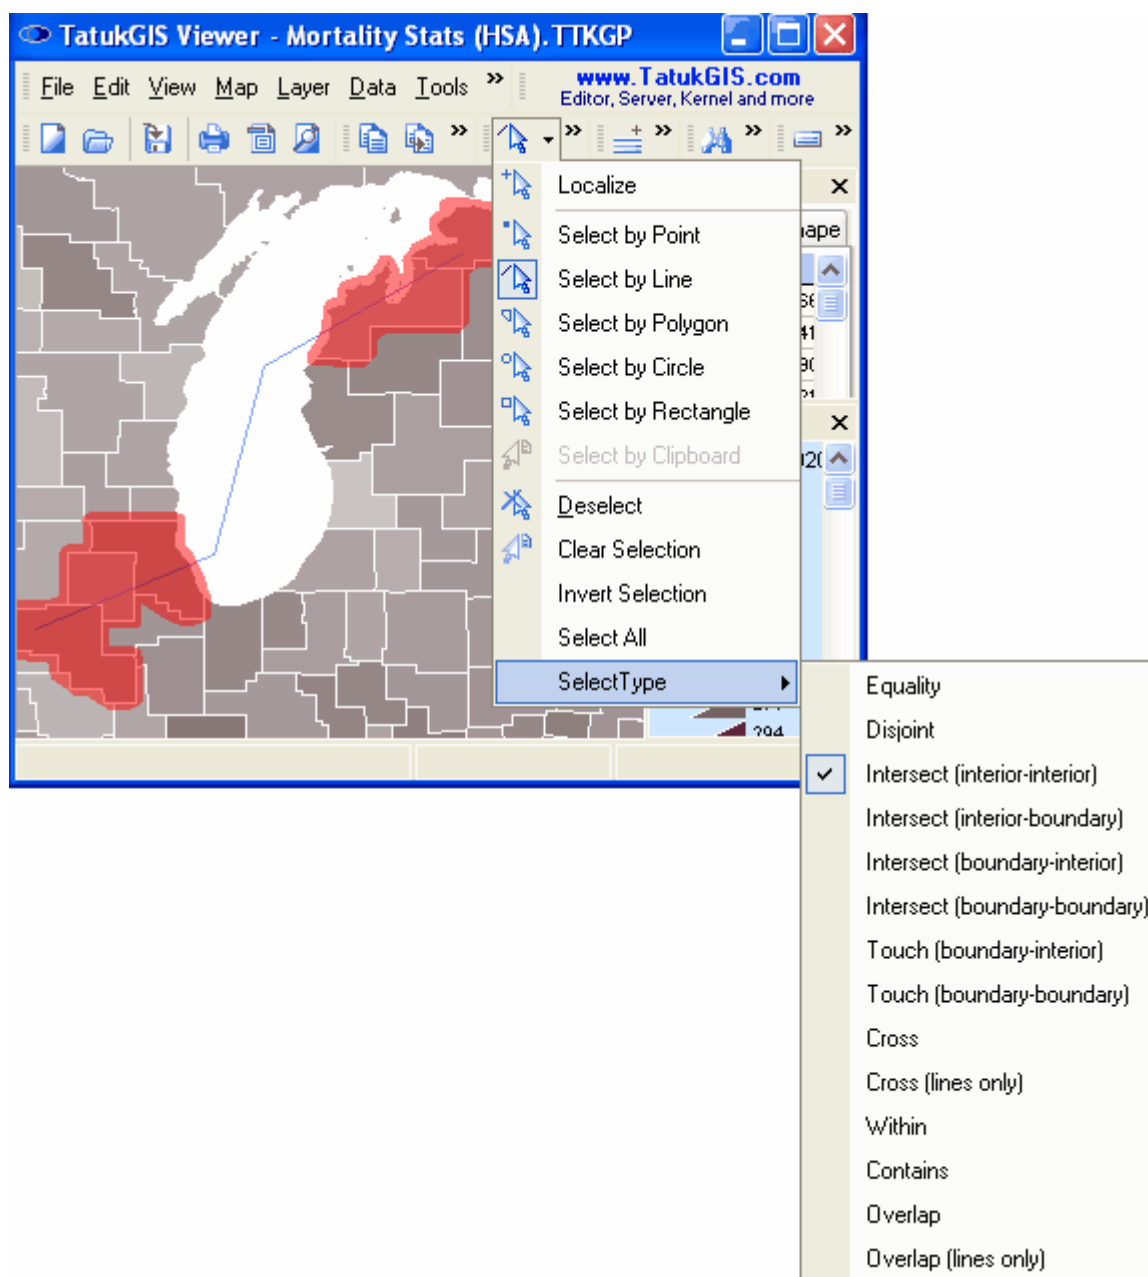 TatukGIS Viewer - Mortality Stats (HSA).TTKGP
File Edit View Map Layer Data Tools »
www.TatukGIS.com
Editor, Server, Kernel and more
Localize
Select by Point
Select by Line
Select by Polygon
Select by Circle
Select by Rectangle
Select by Clipboard
Deselect
Clear Selection
Invert Selection
Select All
SelectType
Equality
Disjoint
Intersect (interior-interior)
Intersect (interior-boundary)
Intersect (boundary-interior)
Intersect (boundary-boundary)
Touch (boundary-interior)
Touch (boundary-boundary)
Cross
Cross (lines only)
Within
Contains
Overlap
Overlap (lines only)